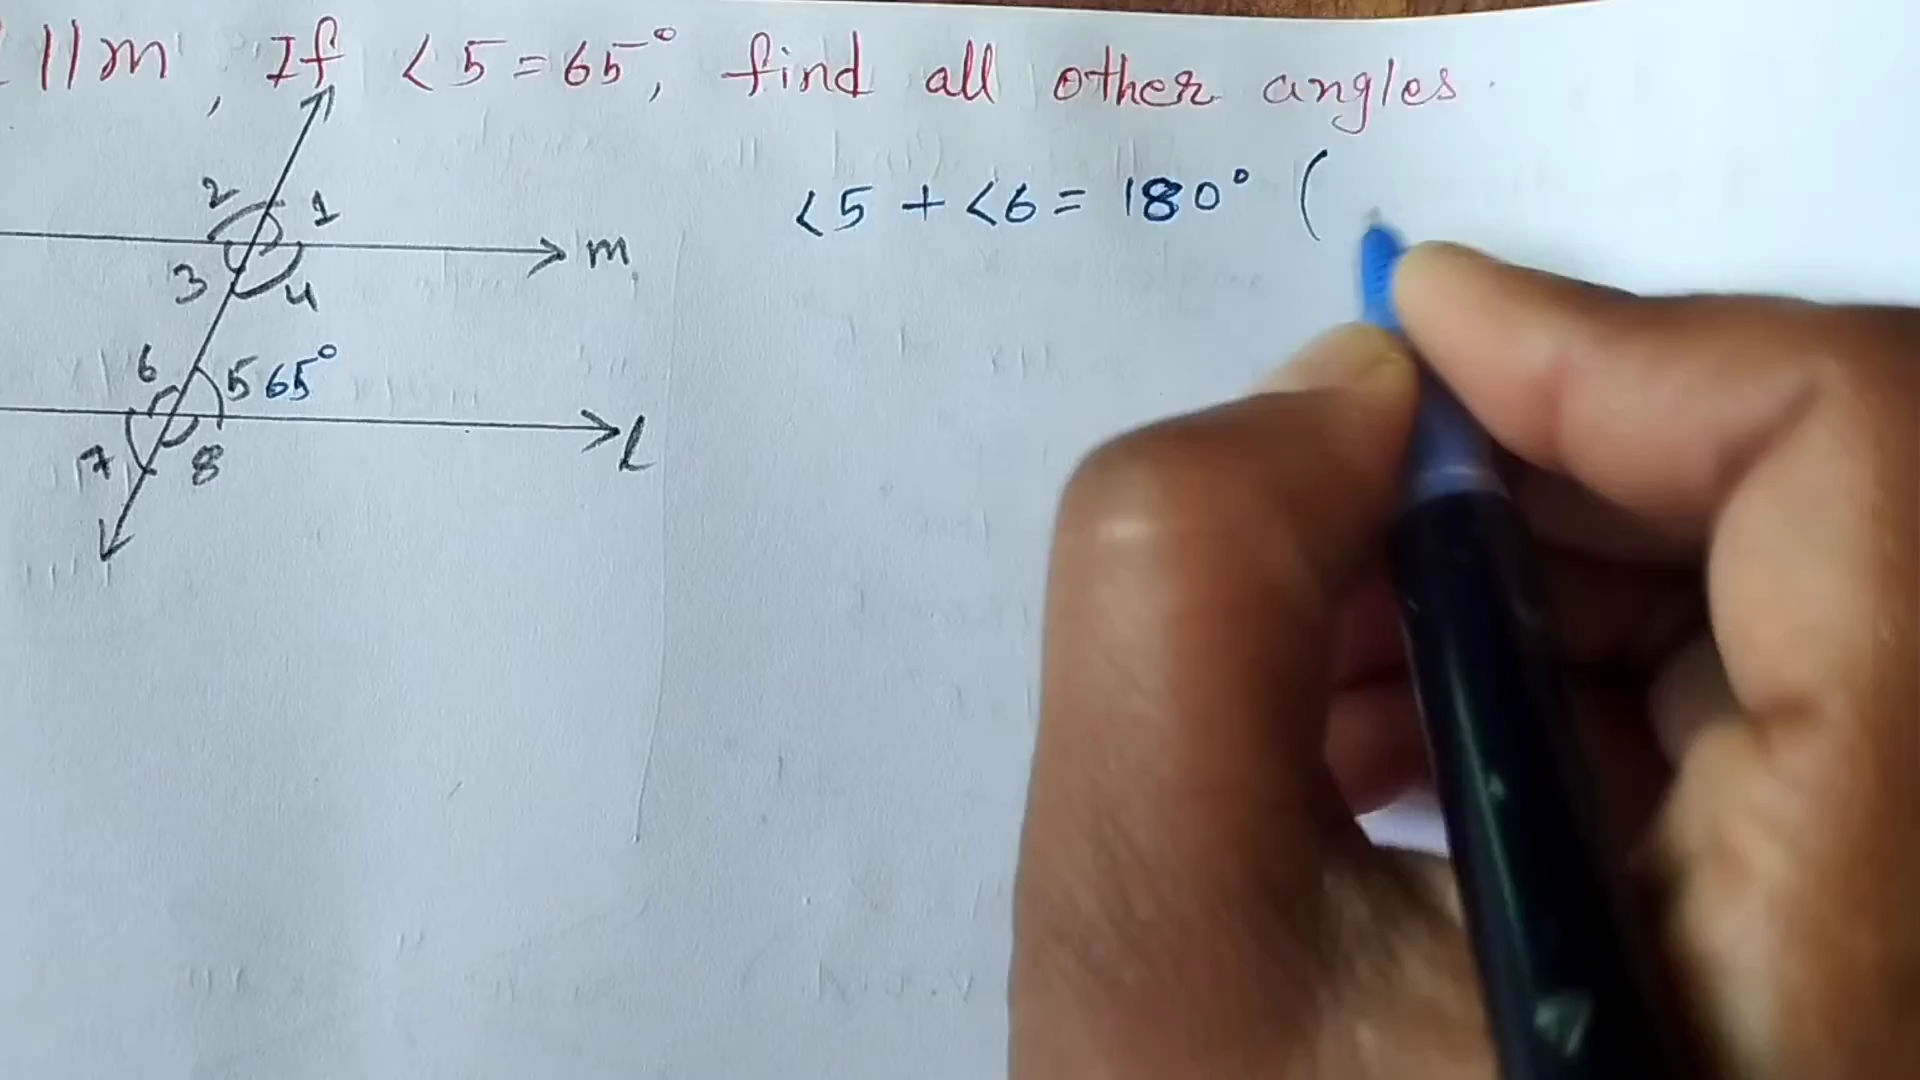 || m, If <5 = 65°, find all other angles.
<5 + <6 = 180° (
2 1
m
3 4
6 5 65°
l
7 8